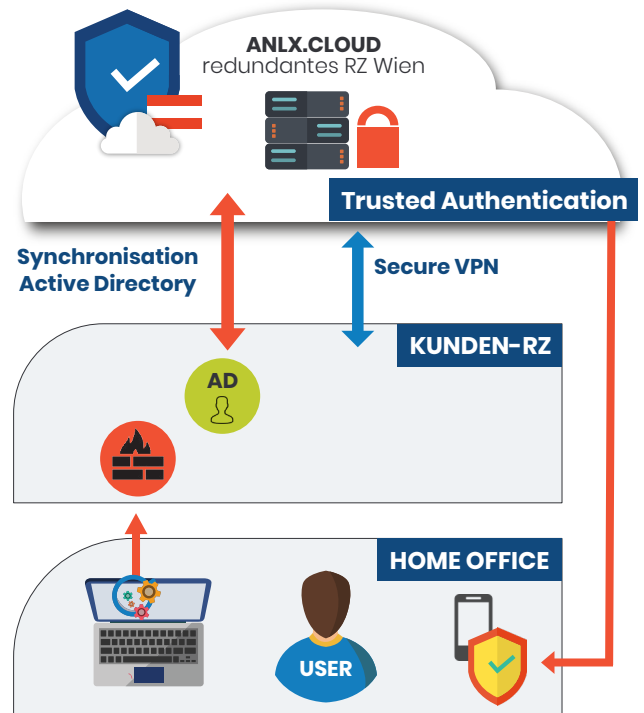 ANLX.CLOUD
redundantes RZ Wien
Trusted Authentication
Synchronisation
Active Directory
Secure VPN
KUNDEN-RZ
AD
HOME OFFICE
USER